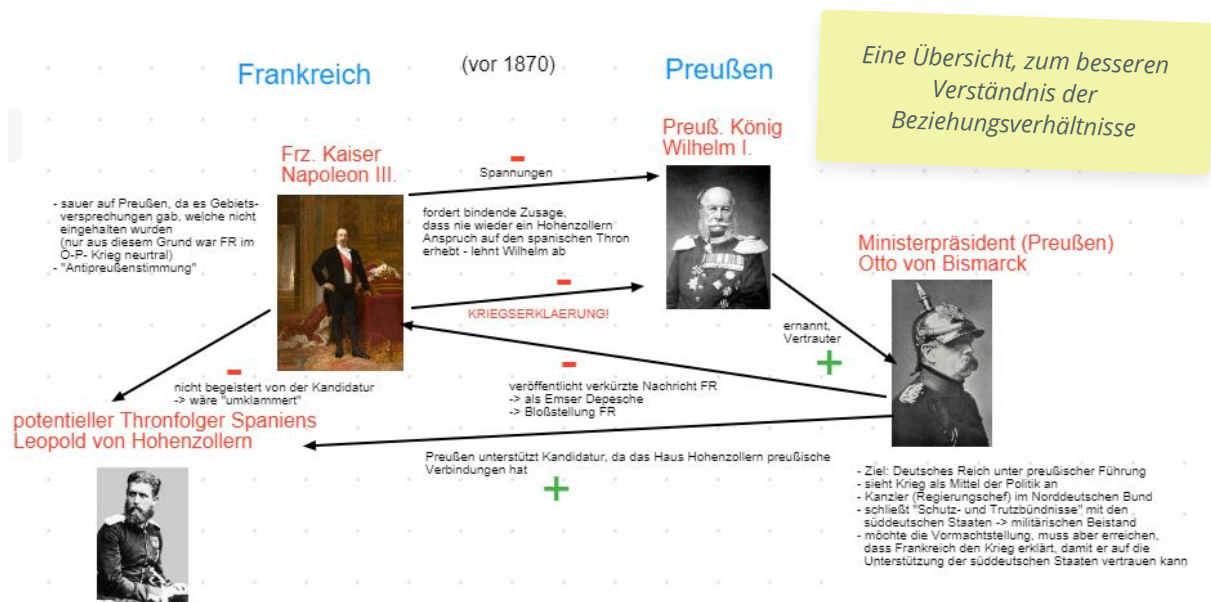 Frankreich
(vor 1870)
Preußen
Eine Übersicht, zum besseren
Verständnis der
Beziehungsverhältnisse
Frz. Kaiser
Napoleon III.
Preuß. König
Wilhelm I.
-
Spannungen
- sauer auf Preußen, da es Gebiets-
versprechungen gab, welche nicht
eingehalten wurden
(nur aus diesem Grund war FR im
Ö-P- Krieg neurtral)
- "Antipreußenstimmung"
fordert bindende Zusage,
dass nie wieder ein Hohenzollern
Anspruch auf den spanischen Thron
erhebt - lehnt Wilhelm ab
Ministerpräsident (Preußen)
Otto von Bismarck
-
KRIEGSERKLAERUNG!
ernannt,
Vertrauter
+
-
nicht begeistert von der Kandidatur
-> wäre "umklammert"
-
veröffentlicht verkürzte Nachricht FR
-> als Emser Depesche
-> Bloßstellung FR
potentieller Thronfolger Spaniens
Leopold von Hohenzollern
Preußen unterstützt Kandidatur, da das Haus Hohenzollern preußische
Verbindungen hat
+
- Ziel: Deutsches Reich unter preußischer Führung
- sieht Krieg als Mittel der Politik an
- Kanzler (Regierungschef) im Norddeutschen Bund
- schließt "Schutz- und Trutzbündnisse" mit den
süddeutschen Staaten -> militärischen Beistand
- möchte die Vormachtstellung, muss aber erreichen,
dass Frankreich den Krieg erklärt, damit er auf die
Unterstützung der süddeutschen Staaten vertrauen kann